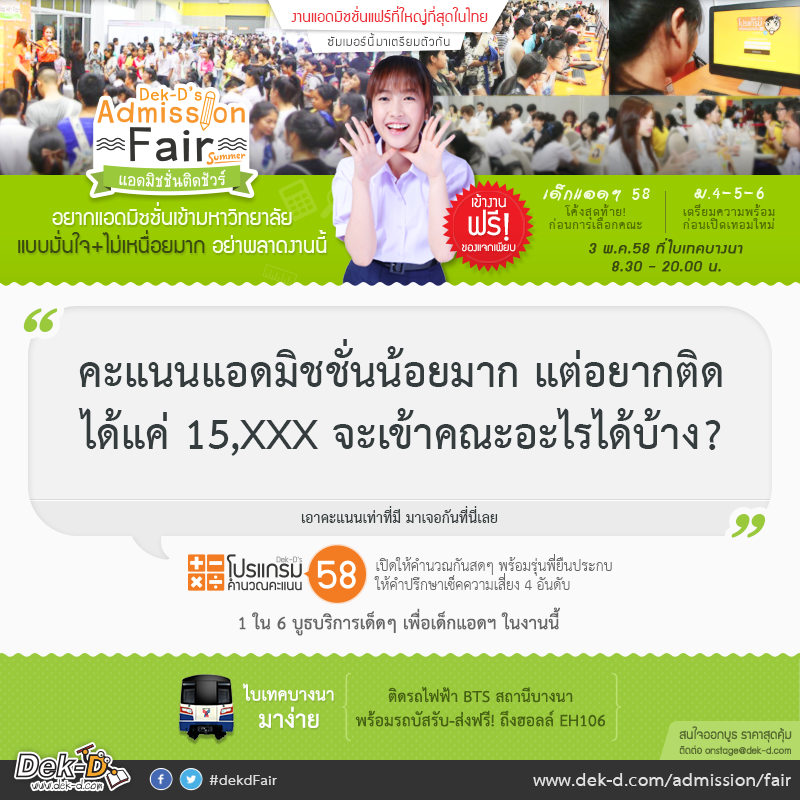 งานแอดมิชชั่นแฟร์ที่ใหญ่ที่สุดในไทย
ซัมเมอร์นี้มาเตรียมตัวกัน
Dek-D's
Admission
Fair
Summer
แอดมิชชั่นติดชัวร์
อยากแอดมิชชั่นเข้ามหาวิทยาลัย
แบบมั่นใจ+ไม่เหนื่อยมาก อย่าพลาดงานนี้
เข้างาน
ฟรี!
ของแจกเพียบ
เด็กแอดฯ 58
โค้งสุดท้าย!
ก่อนการเลือกคณะ
ม.4-5-6
เตรียมความพร้อม
ก่อนเปิดเทอมใหม่
3 พ.ค.58 ที่ไบเทคบางนา
8.30 - 20.00 น.
คะแนนแอดมิชชั่นน้อยมาก แต่อยากติด
ได้แค่ 15,XXX จะเข้าคณะอะไรได้บ้าง?
เอาคะแนนเท่าที่มี มาเจอกันที่นี่เลย
Dek-D's
โปรแกรม
คำนวณคะแนน
58
เปิดให้คำนวณกันสดๆ พร้อมรุ่นพี่ยืนประกบ
ให้คำปรึกษาเช็คความเสี่ยง 4 อันดับ
1 ใน 6 บูธบริการเด็ดๆ เพื่อเด็กแอดฯ ในงานนี้
ไบเทคบางนา
มาง่าย
ติดรถไฟฟ้า BTS สถานีบางนา
พร้อมรถบัสรับ-ส่งฟรี! ถึงฮอลล์ EH106
สนใจออกบูธ ราคาสุดคุ้ม
ติดต่อ onstage@dek-d.com
Dek-D
www.dek-d.com
#dekdFair
www.dek-d.com/admission/fair